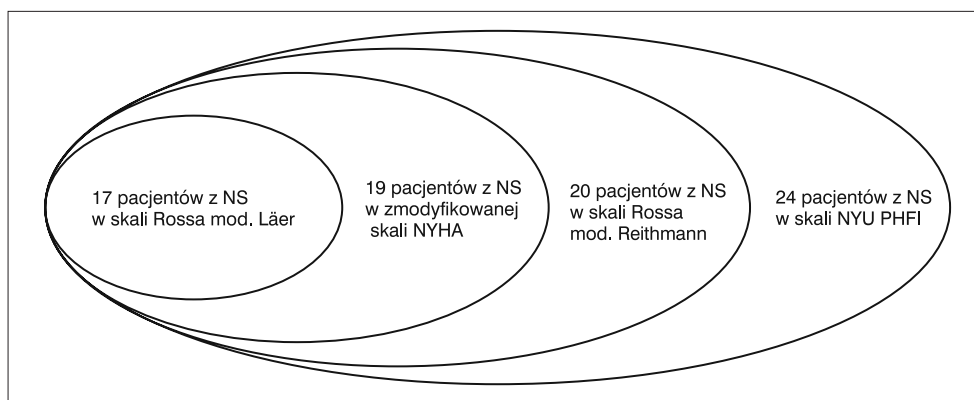 17 pacjentów z NS
w skali Rossa mod. Läer
19 pacjentów z NS
w zmodyfikowanej
skali NYHA
20 pacjentów z NS
w skali Rossa
mod. Reithmann
24 pacjentów z NS
w skali NYU PHFI